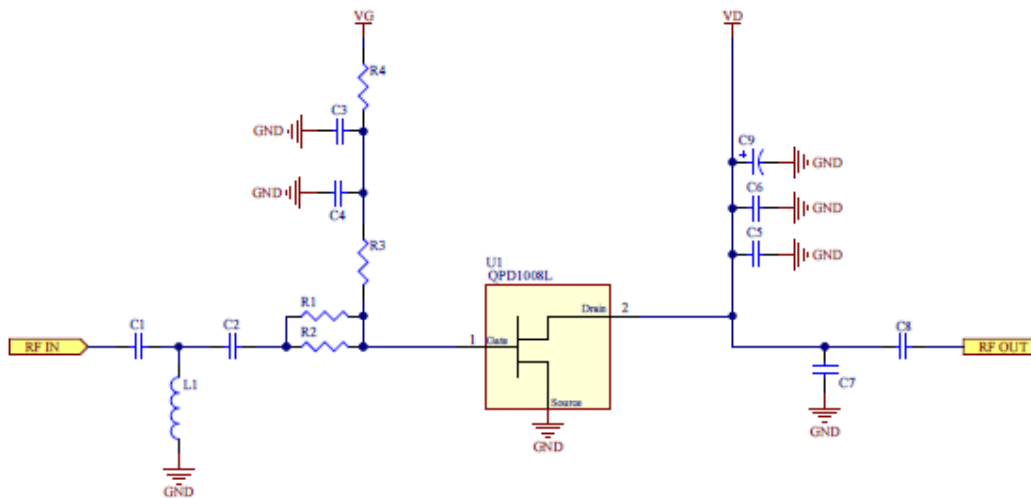 VG
VD
R4
C3
GND
C9
+
GND
C6
GND
C4
GND
C5
GND
R3
U1
QPD1008L
R1
Drain
2
C1
C2
R2
C8
RF IN
1
Gate
RF OUT
L1
C7
Source
GND
GND
GND